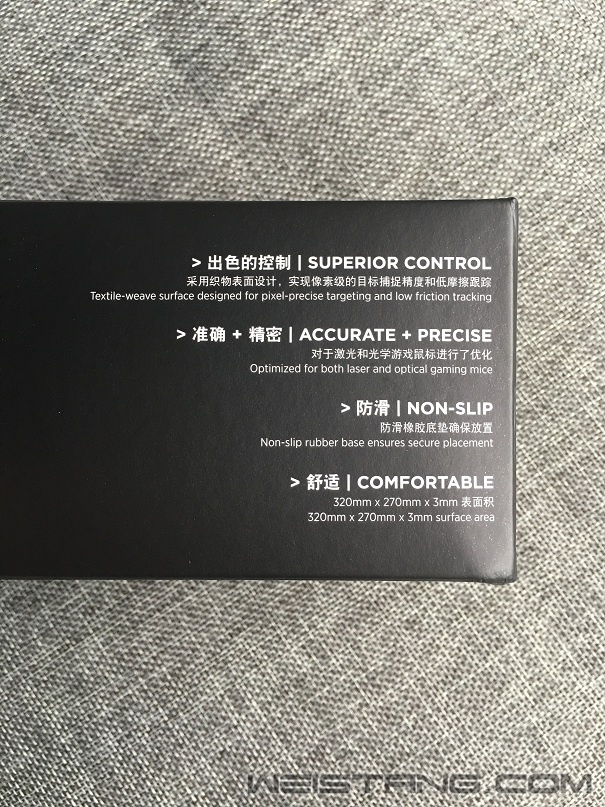 > 出色的控制 | SUPERIOR CONTROL
采用织物表面设计，实现像素级的目标捕捉精度和低摩擦跟踪
Textile-weave surface designed for pixel-precise targeting and low friction tracking
> 准确 + 精密 | ACCURATE + PRECISE
对于激光和光学游戏鼠标进行了优化
Optimized for both laser and optical gaming mice
> 防滑 | NON-SLIP
防滑橡胶底垫确保放置
Non-slip rubber base ensures secure placement
> 舒适 | COMFORTABLE
320mm x 270mm x 3mm 表面积
320mm x 270mm x 3mm surface area
WEISTANG.COM